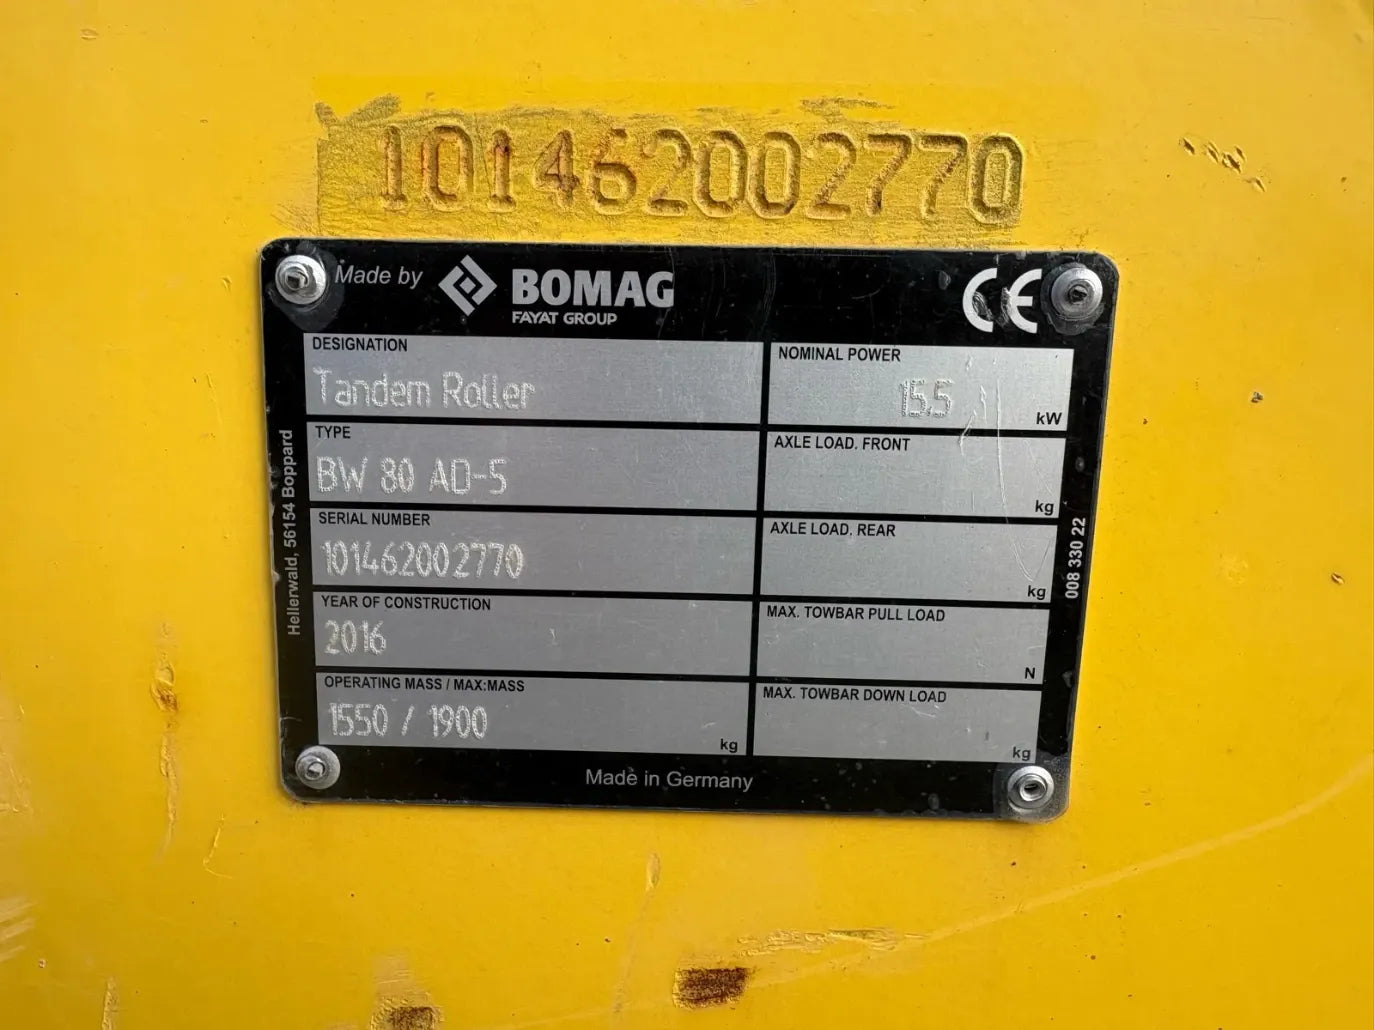 101462002770
Made by BOMAG CE
FAYAT GROUP
DESIGNATION
Tandem Roller
NOMINAL POWER
15.5 kW
TYPE
BW 80 AD-5
AXLE LOAD, FRONT
kg
SERIAL NUMBER
101462002770
AXLE LOAD, REAR
kg
YEAR OF CONSTRUCTION
2016
MAX. TOWBAR PULL LOAD
N
OPERATING MASS / MAX:MASS
1550 / 1900 kg
MAX. TOWBAR DOWN LOAD
kg
Made in Germany
Hellerwald, 56154 Boppard
008 330 22